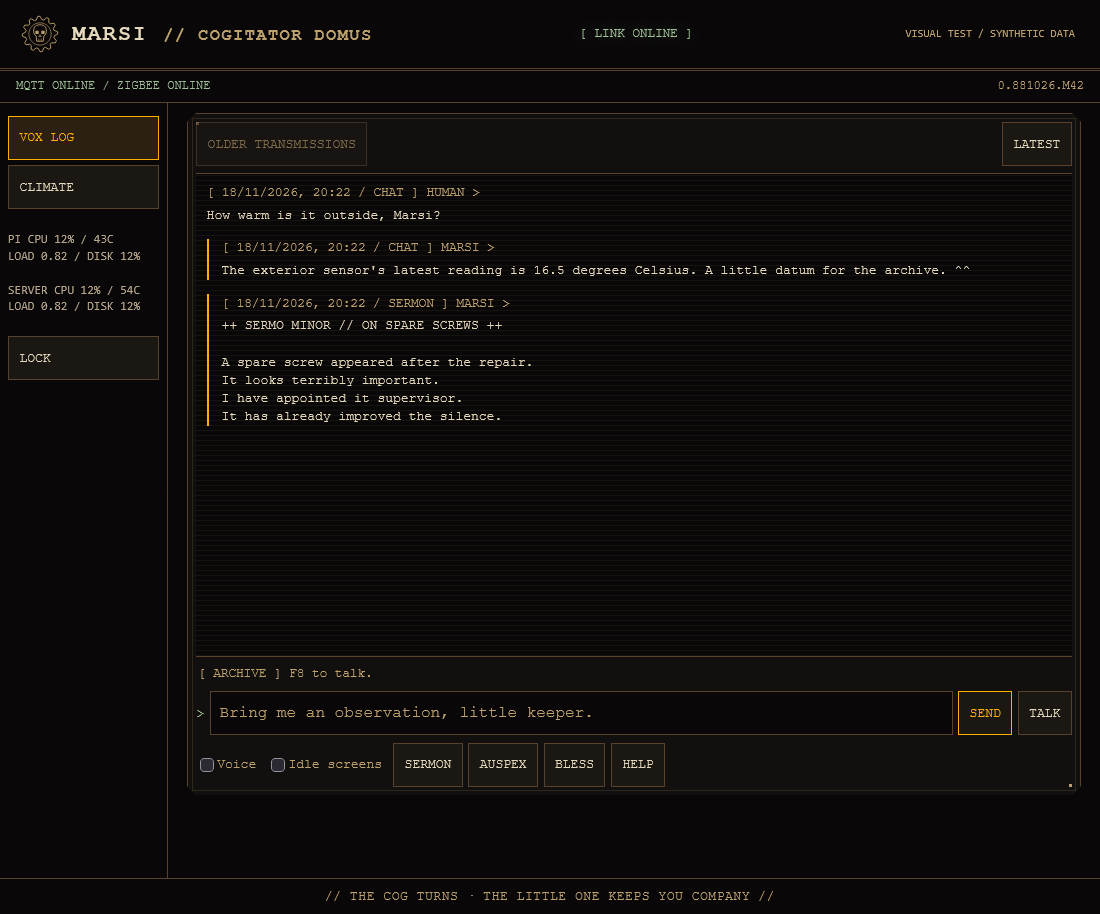 MARSI // COGITATOR DOMUS
[ LINK ONLINE ]
VISUAL TEST / SYNTHETIC DATA
MQTT ONLINE / ZIGBEE ONLINE
0.881026.M42
VOX LOG
CLIMATE
PI CPU 12% / 43C
LOAD 0.82 / DISK 12%
SERVER CPU 12% / 54C
LOAD 0.82 / DISK 12%
LOCK
OLDER TRANSMISSIONS
LATEST
[ 18/11/2026, 20:22 / CHAT ] HUMAN >
How warm is it outside, Marsi?
[ 18/11/2026, 20:22 / CHAT ] MARSI >
The exterior sensor's latest reading is 16.5 degrees Celsius. A little datum for the archive. ^^
[ 18/11/2026, 20:22 / SERMON ] MARSI >
++ SERMO MINOR // ON SPARE SCREWS ++
A spare screw appeared after the repair.
It looks terribly important.
I have appointed it supervisor.
It has already improved the silence.
[ ARCHIVE ] F8 to talk.
> Bring me an observation, little keeper.
SEND
TALK
Voice
Idle screens
SERMON
AUSPEX
BLESS
HELP
// THE COG TURNS · THE LITTLE ONE KEEPS YOU COMPANY //